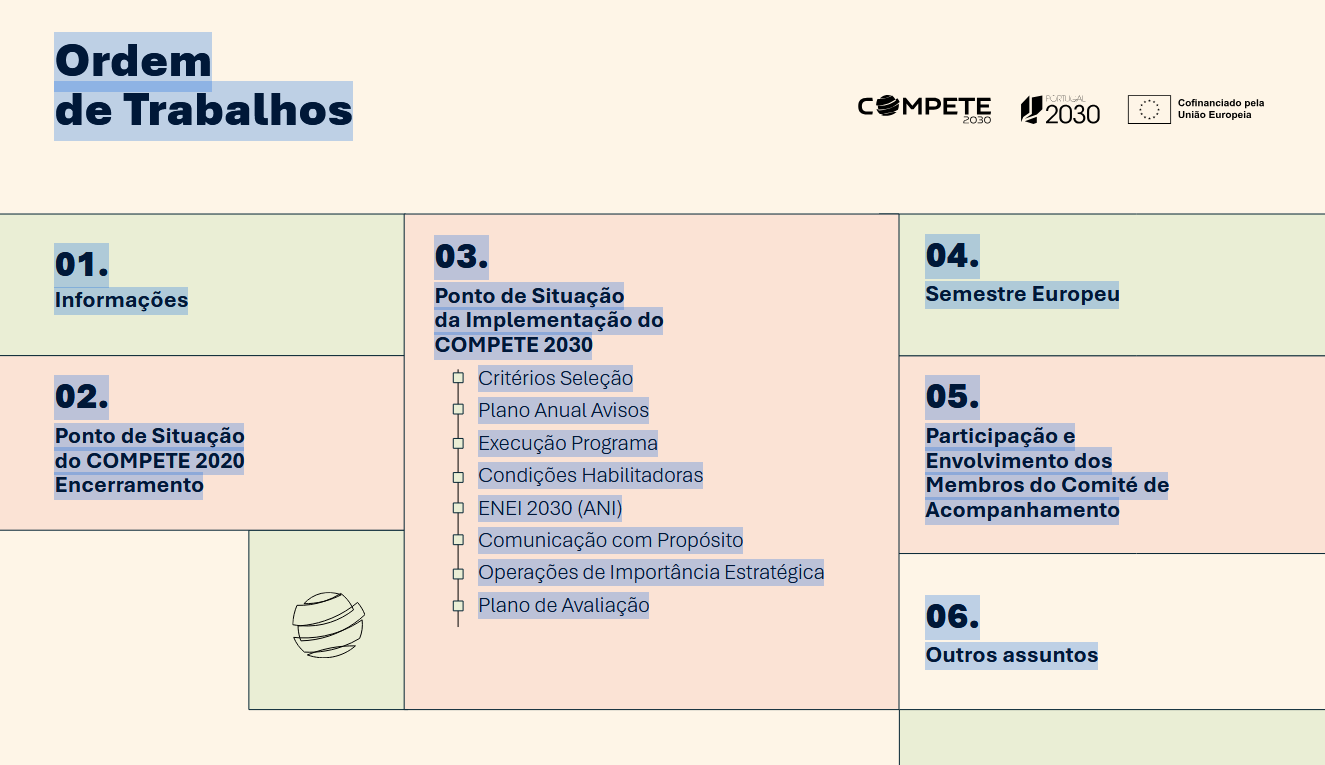 Ordem
de Trabalhos
COMPETE
2030
PORTUGAL
2030
Cofinanciado pela
União Europeia
01.
Informações
02.
Ponto de Situação
do COMPETE 2020
Encerramento
03.
Ponto de Situação
da Implementação do
COMPETE 2030
Critérios Seleção
Plano Anual Avisos
Execução Programa
Condições Habilitadoras
ENEI 2030 (ANI)
Comunicação com Propósito
Operações de Importância Estratégica
Plano de Avaliação
04.
Semestre Europeu
05.
Participação e
Envolvimento dos
Membros do Comité de
Acompanhamento
06.
Outros assuntos